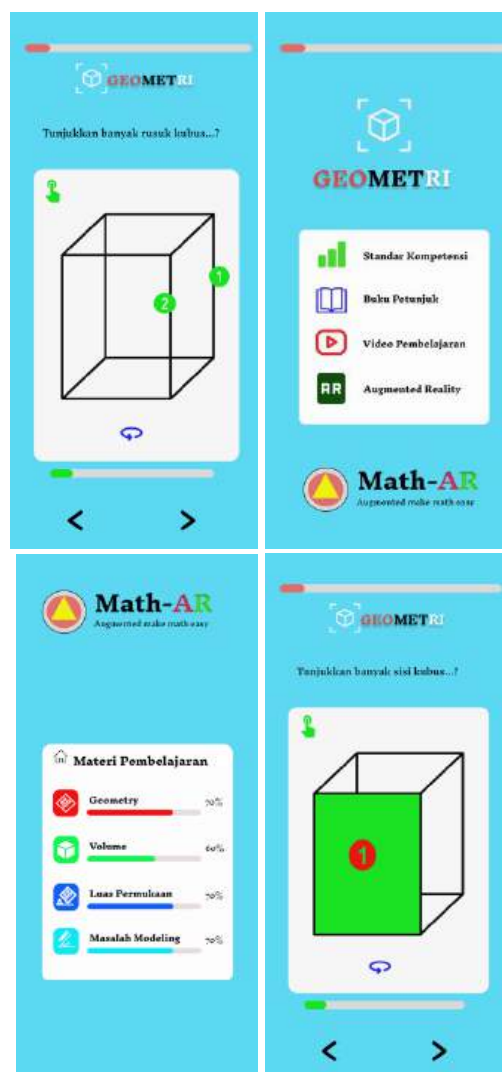 GEOMETRI
Tunjukkan banyak rusuk kubus...?
1
2
GEOMETRI
Standar Kompetensi
Buku Petunjuk
Video Pembelajaran
AR Augmented Reality
Math-AR
Augmented make math easy
Math-AR
Augmented make math easy
Materi Pembelajaran
Geometry 70%
Volume 60%
Luas Permukaan 70%
Masalah Modeling 70%
GEOMETRI
Tunjukkan banyak sisi kubus...?
1